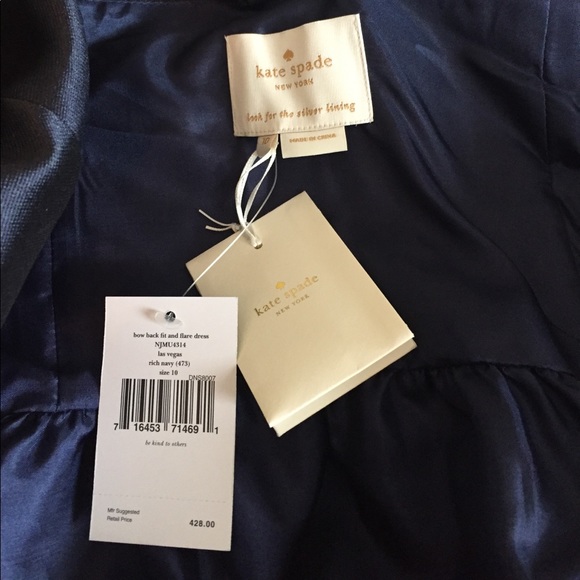 kate spade
NEW YORK
look for the silver lining
MADE IN CHINA
kate spade
NEW YORK
bow back fit and flare dress
NJMU4314
las vegas
rich navy (473)
size 10
DNS8007
7 16453 71469 1
be kind to others
Mfr Suggested
Retail Price
428.00